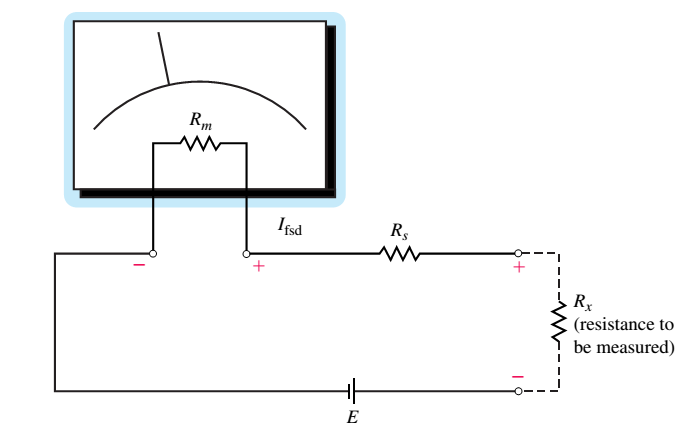 Rm
Ifsd
Rs
−
+
+
Rx
(resistance to
be measured)
−
E